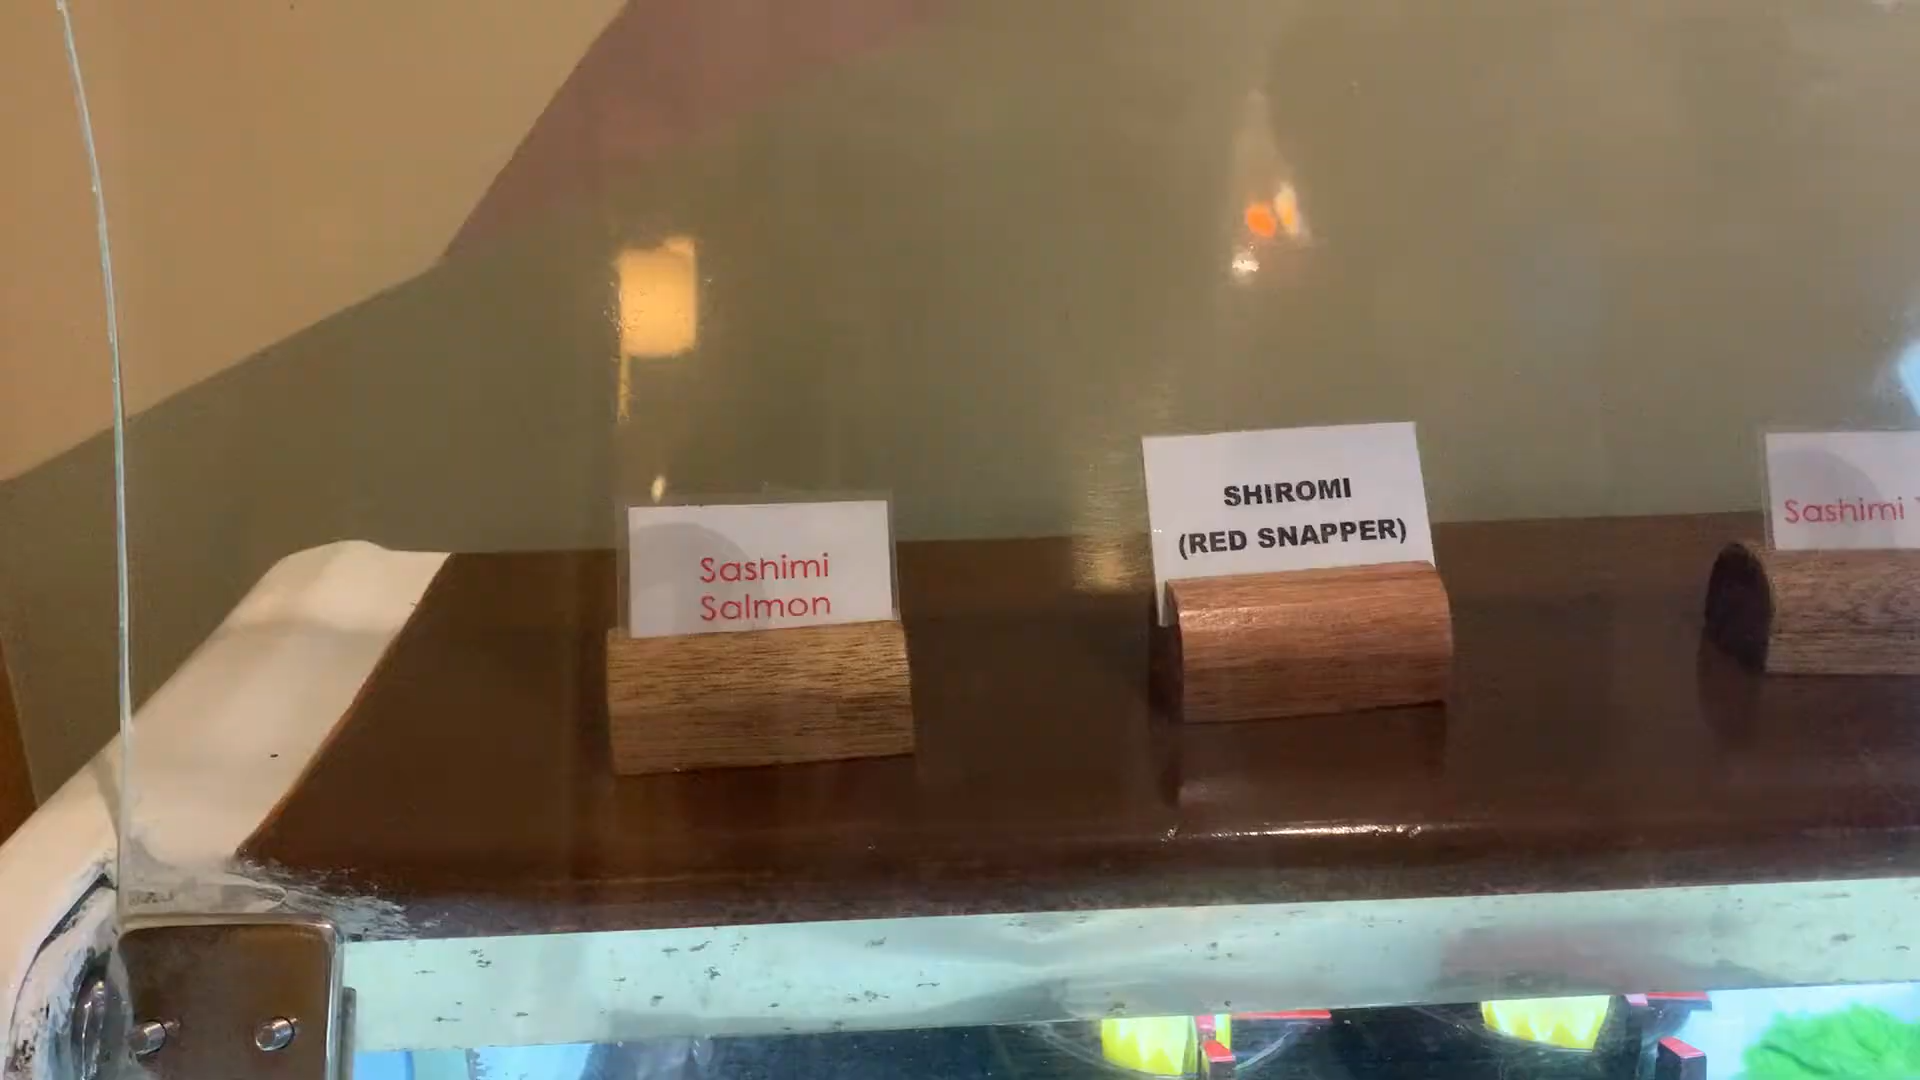 Sashimi
Salmon
SHIROMI
(RED SNAPPER)
Sashimi